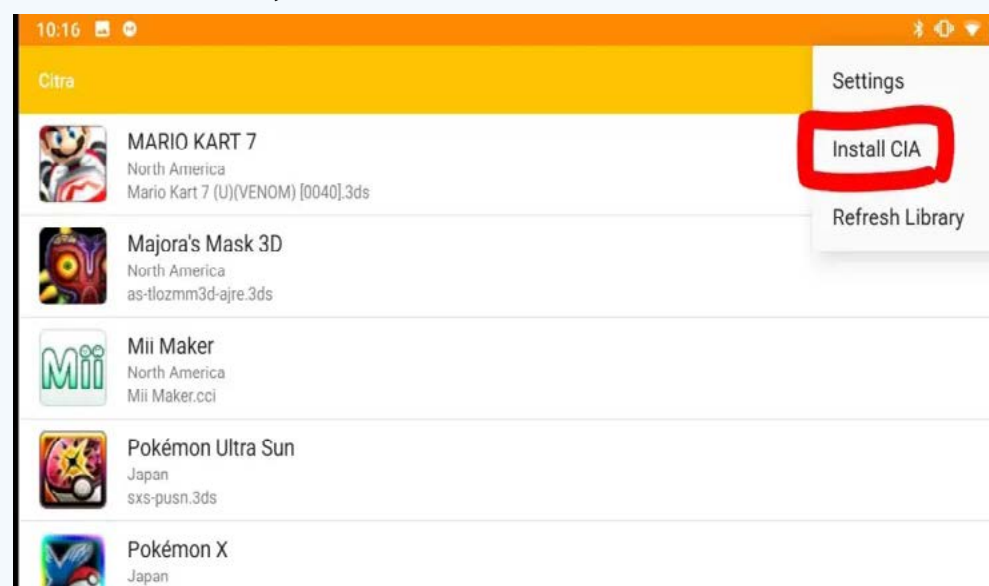 10:16
Citra
Settings
Install CIA
Refresh Library
MARIO KART 7
North America
Mario Kart 7 (U)(VENOM) [0040].3ds
Majora's Mask 3D
North America
as-tlozmm3d-ajre.3ds
Mii
Mii Maker
North America
Mii Maker.cci
Pokémon Ultra Sun
Japan
sxs-pusn.3ds
Pokémon X
Japan